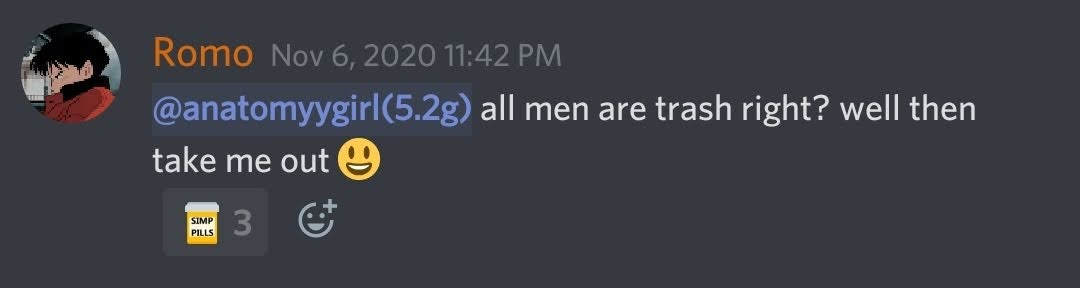 Romo Nov 6, 2020 11:42 PM
@anatomyygirl(5.2g) all men are trash right? well then
take me out 😃
SIMP
PILLS 3